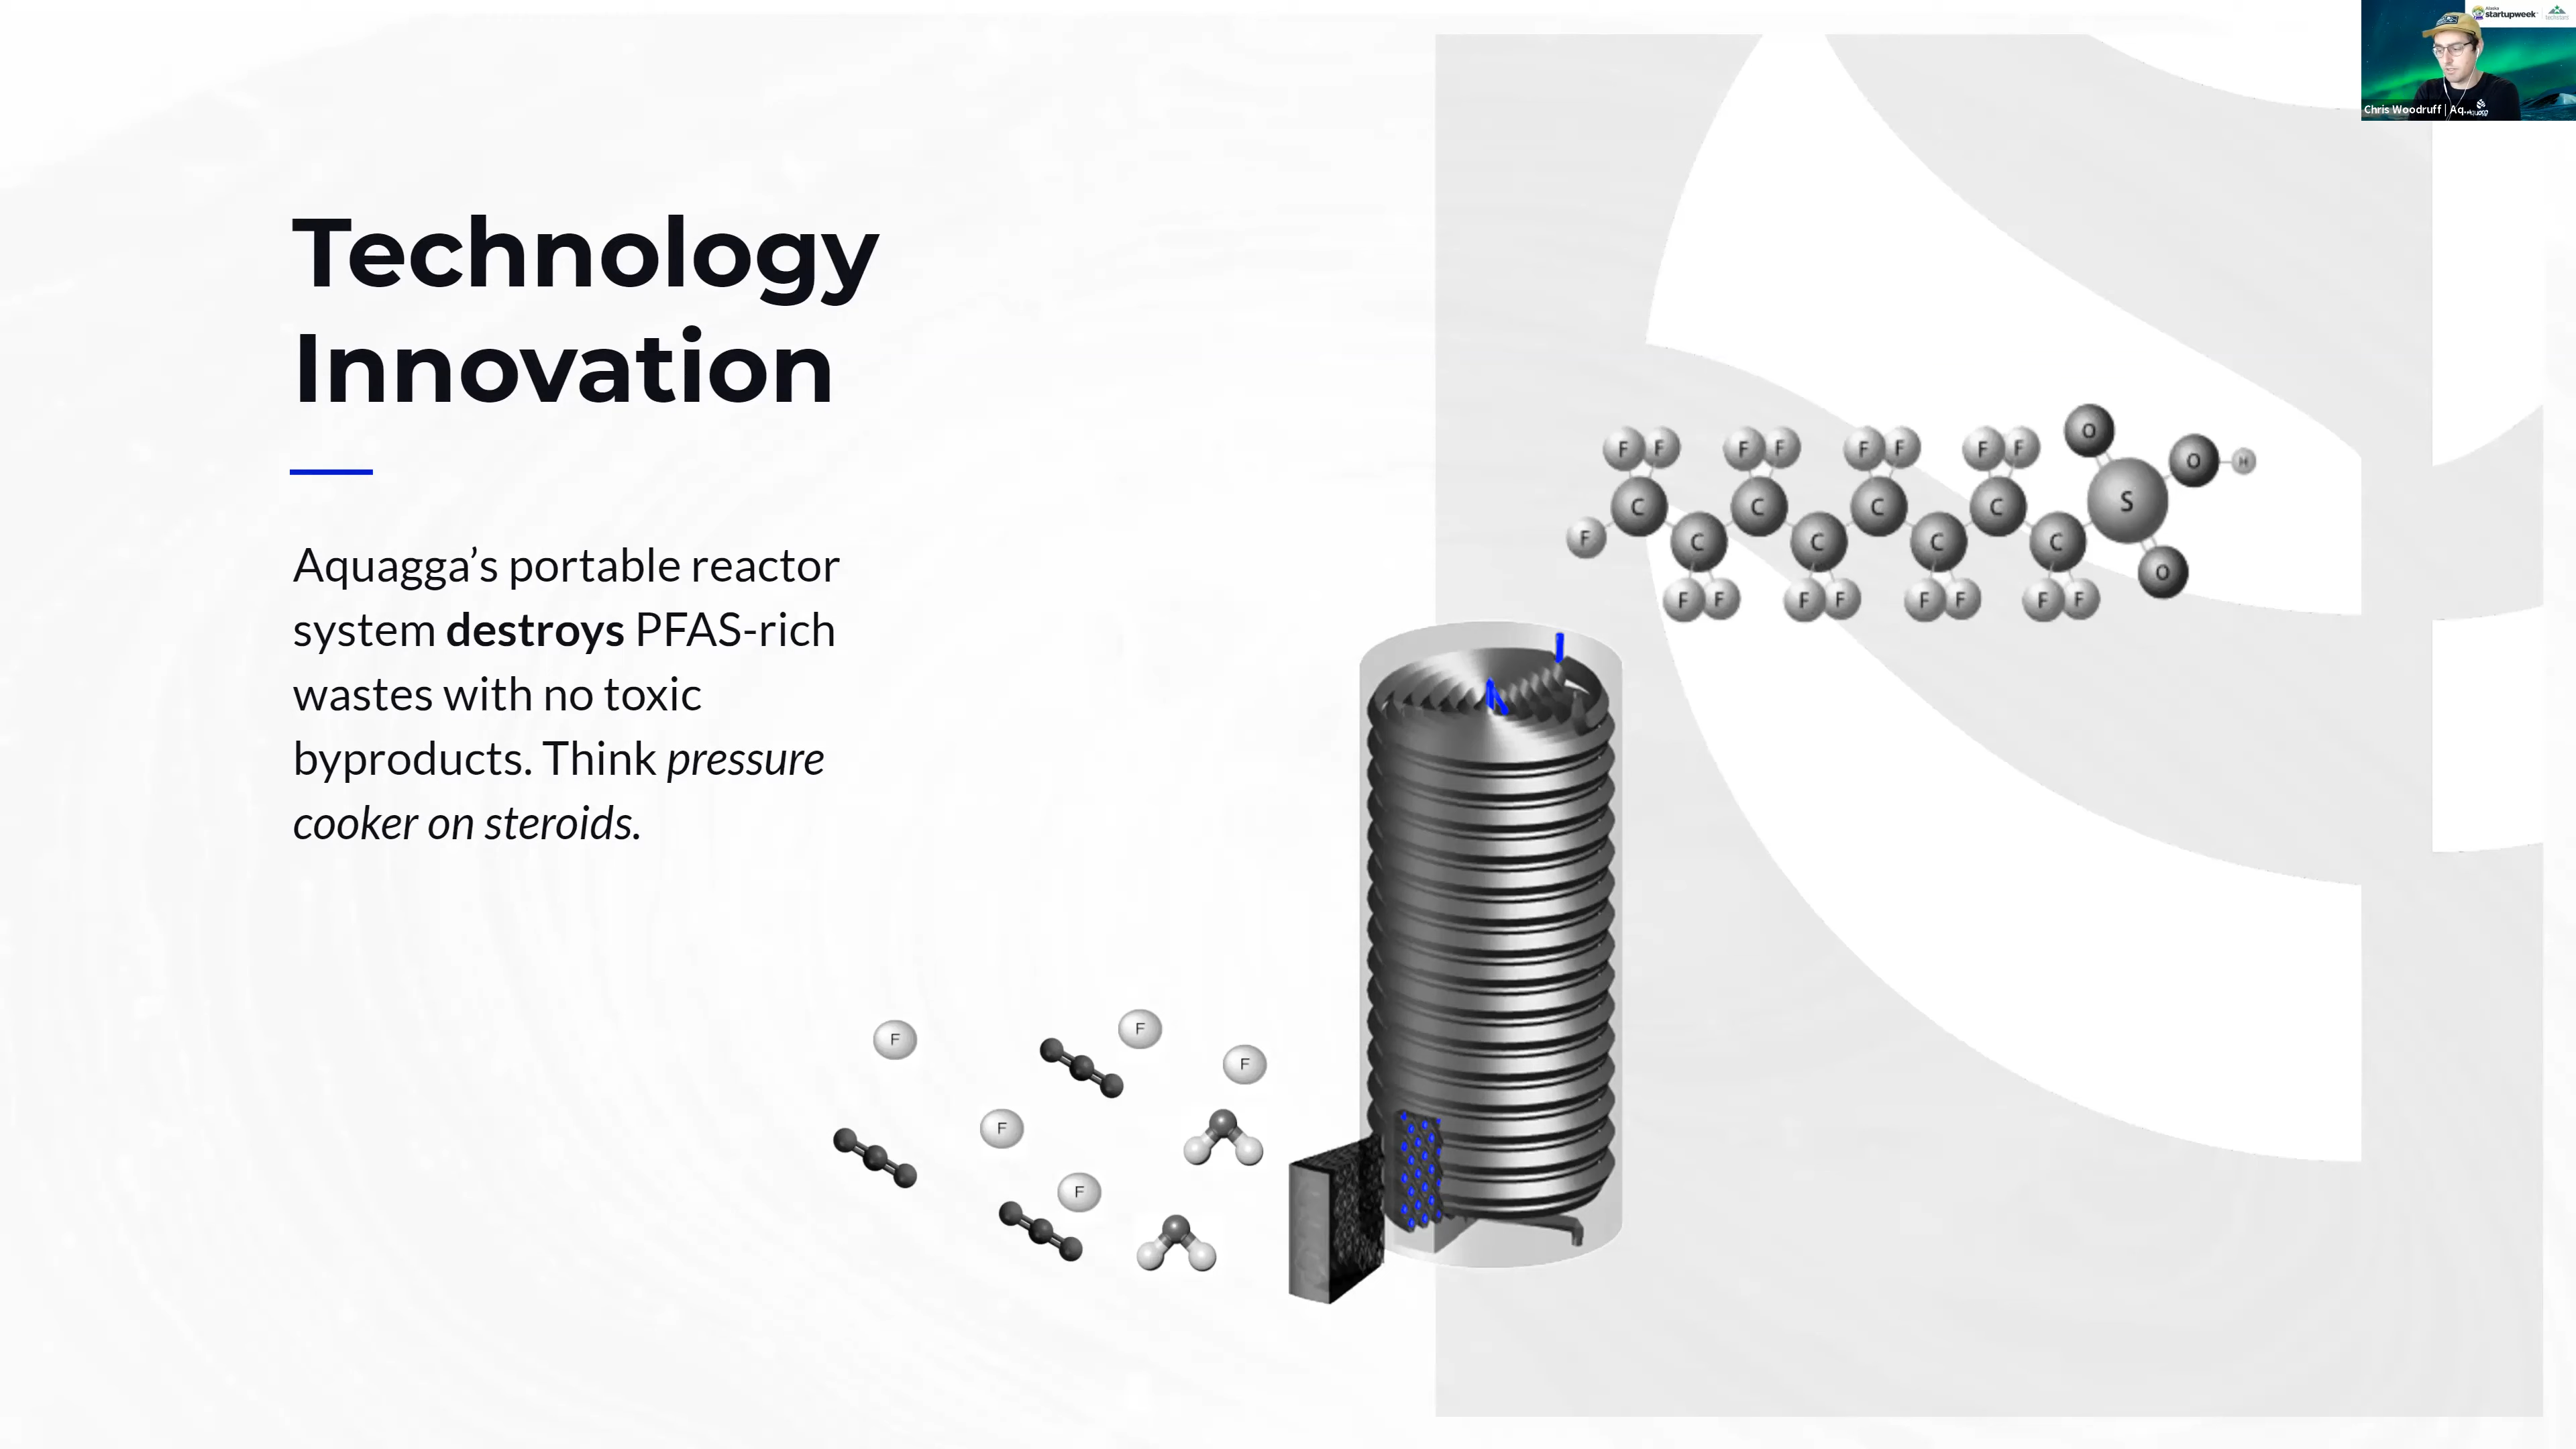 Alaska
startupweek
Chris Woodruff | Aq...
Technology
Innovation
Aquagga’s portable reactor
system destroys PFAS-rich
wastes with no toxic
byproducts. Think pressure
cooker on steroids.
F F F F F F F F O O H
C C C C S
F C C C C O
F F F F F F F F
F F F
F
F